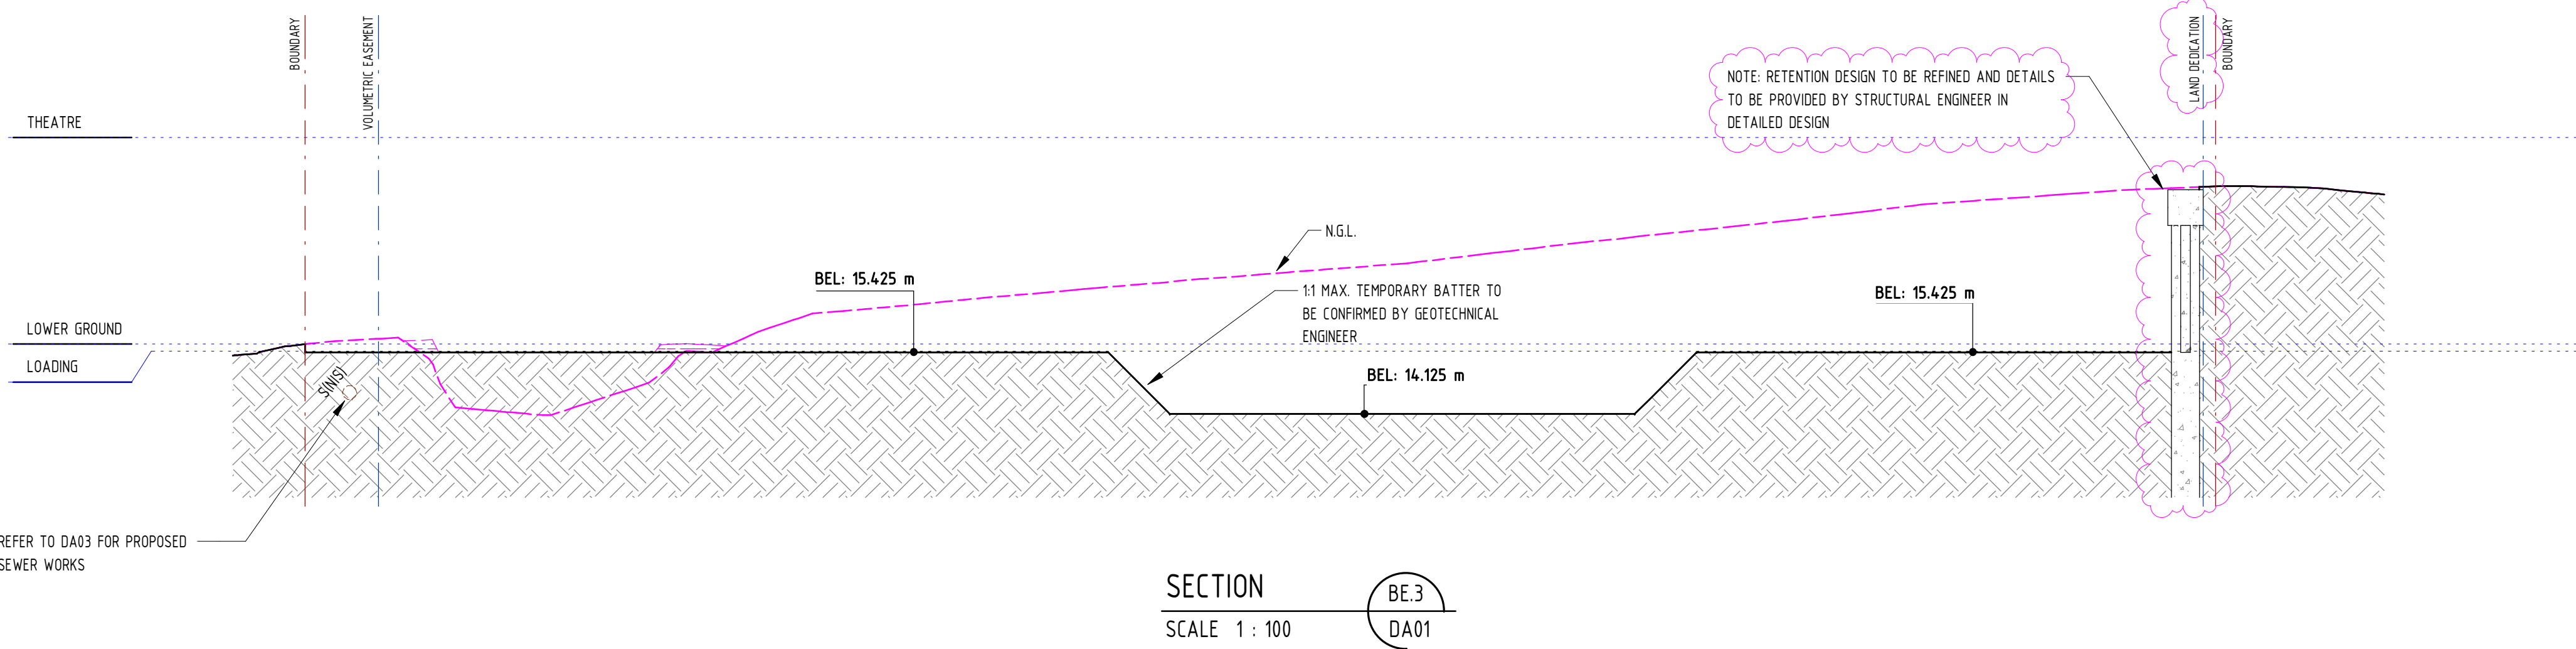 BOUNDARY
VOLUMETRIC EASEMENT
LAND DEDICATION
BOUNDARY
THEATRE
NOTE: RETENTION DESIGN TO BE REFINED AND DETAILS
TO BE PROVIDED BY STRUCTURAL ENGINEER IN
DETAILED DESIGN
N.G.L.
BEL: 15.425 m
1:1 MAX. TEMPORARY BATTER TO
BE CONFIRMED BY GEOTECHNICAL
ENGINEER
BEL: 15.425 m
LOWER GROUND
LOADING
BEL: 14.125 m
S(NIS)
REFER TO DA03 FOR PROPOSED
SEWER WORKS
SECTION
BE.3
SCALE 1 : 100
DA01